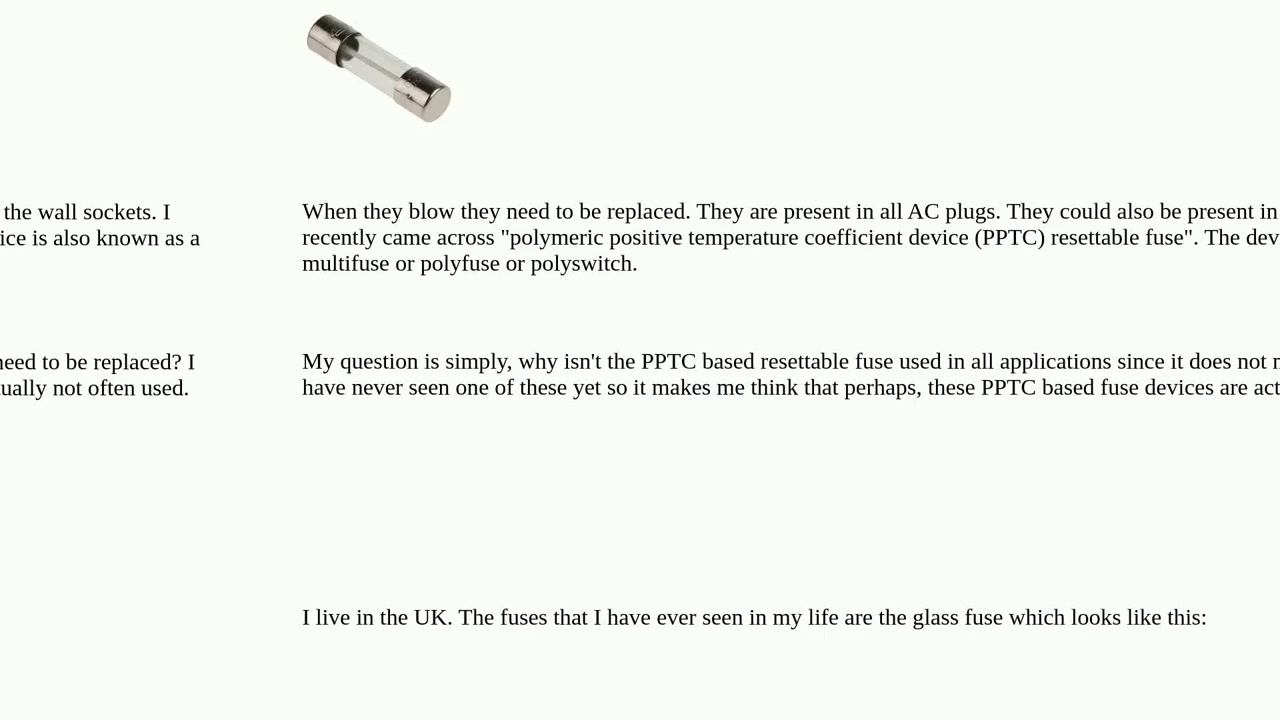 the wall sockets. I
ice is also known as a
When they blow they need to be replaced. They are present in all AC plugs. They could also be present in
recently came across "polymeric positive temperature coefficient device (PPTC) resettable fuse". The dev
multifuse or polyfuse or polyswitch.
need to be replaced? I
ually not often used.
My question is simply, why isn't the PPTC based resettable fuse used in all applications since it does not
have never seen one of these yet so it makes me think that perhaps, these PPTC based fuse devices are act
I live in the UK. The fuses that I have ever seen in my life are the glass fuse which looks like this: